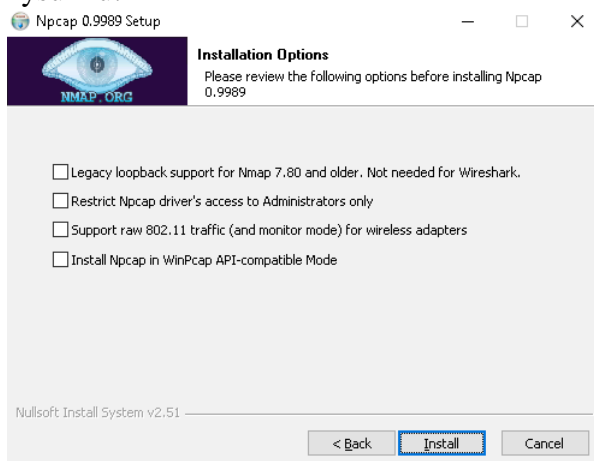 Npcap 0.9989 Setup
NMAP.ORG
Installation Options
Please review the following options before installing Npcap
0.9989
Legacy loopback support for Nmap 7.80 and older. Not needed for Wireshark.
Restrict Npcap driver's access to Administrators only
Support raw 802.11 traffic (and monitor mode) for wireless adapters
Install Npcap in WinPcap API-compatible Mode
Nullsoft Install System v2.51
< Back
Install
Cancel